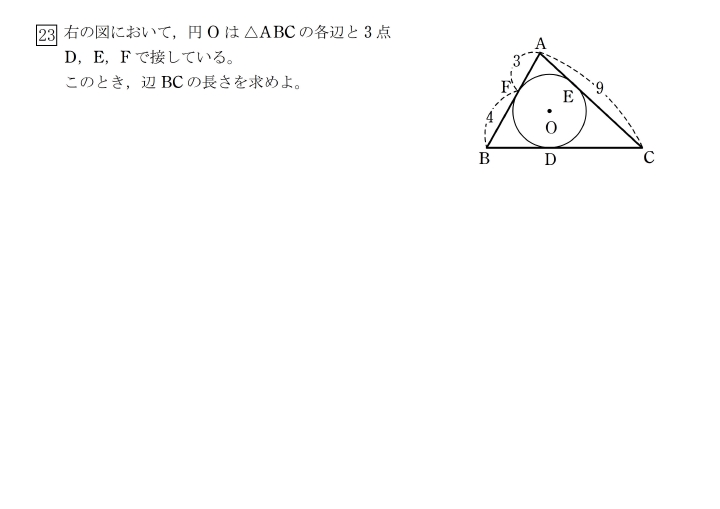 23 右の図において，円 O は △ABC の各辺と 3 点
D，E，F で接している。
このとき，辺 BC の長さを求めよ。
A
3
F
E
9
4
O
B
D
C